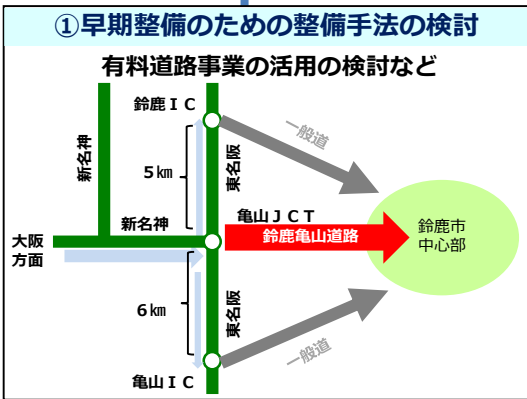 ①早期整備のための整備手法の検討
有料道路事業の活用の検討など
鈴鹿ＩＣ
一般道
新名神
5㎞
東名阪
新名神
亀山ＪＣＴ
大阪
方面
鈴鹿亀山道路
鈴鹿市
中心部
6㎞
東名阪
一般道
亀山ＩＣ